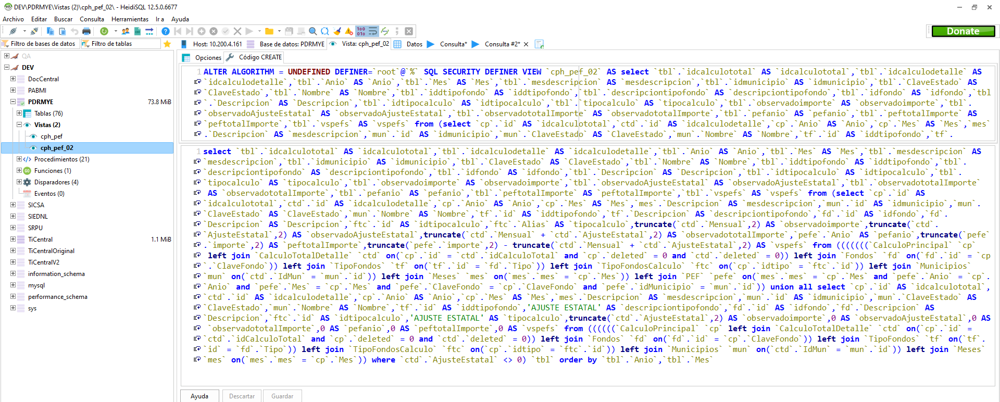 DEV\PDRMYE\Vistas (2)\cph_pef_02\ - HeidiSQL 12.5.0.6677
Archivo Editar Buscar Consulta Herramientas Ir a Ayuda
Donate
Filtro de bases de datos Filtro de tablas
Host: 10.200.4.161 Base de datos: PDRMYE Vista: cph_pef_02 Datos Consulta* Consulta #2*
QA
DEV
DocCentral
PABMI
PDRMYE 73.8 MiB
Tablas (76)
Vistas (2)
cph_pef
cph_pef_02
Procedimientos (21)
Funciones (1)
Disparadores (4)
Eventos (0)
SICSA
SIEDNL
SRPU
TiCentral 1.1 MiB
TiCentralOriginal
TiCentralV2
information_schema
mysql
performance_schema
sys
Opciones Código CREATE
1 ALTER ALGORITHM = UNDEFINED DEFINER=`root`@`%` SQL SECURITY DEFINER VIEW `cph_pef_02` AS select `tbl`.`idcalculototal` AS `idcalculototal`,`tbl`.`idcalculodetalle` AS
`idcalculodetalle`,`tbl`.`Anio` AS `Anio`,`tbl`.`Mes` AS `Mes`,`tbl`.`mesdescripcion` AS `mesdescripcion`,`tbl`.`idmunicipio` AS `idmunicipio`,`tbl`.`ClaveEstado` AS
`ClaveEstado`,`tbl`.`Nombre` AS `Nombre`,`tbl`.`iddtipofondo` AS `iddtipofondo`,`tbl`.`descripciontipofondo` AS `descripciontipofondo`,`tbl`.`idfondo` AS `idfondo`,`tbl`
.`Descripcion` AS `Descripcion`,`tbl`.`idtipocalculo` AS `idtipocalculo`,`tbl`.`tipocalculo` AS `tipocalculo`,`tbl`.`observadoimporte` AS `observadoimporte`,`tbl`.
`observadoAjusteEstatal` AS `observadoAjusteEstatal`,`tbl`.`observadototalImporte` AS `observadototalImporte`,`tbl`.`pefanio` AS `pefanio`,`tbl`.`peftotalImporte` AS
`peftotalImporte`,`tbl`.`vspefs` AS `vspefs` from (select `cp`.`id` AS `idcalculototal`,`ctd`.`id` AS `idcalculodetalle`,`cp`.`Anio` AS `Anio`,`cp`.`Mes` AS `Mes`,`mes`
.`Descripcion` AS `mesdescripcion`,`mun`.`id` AS `idmunicipio`,`mun`.`ClaveEstado` AS `ClaveEstado`,`mun`.`Nombre` AS `Nombre`,`tf`.`id` AS `iddtipofondo`,`tf`.
1 select `tbl`.`idcalculototal` AS `idcalculototal`,`tbl`.`idcalculodetalle` AS `idcalculodetalle`,`tbl`.`Anio` AS `Anio`,`tbl`.`Mes` AS `Mes`,`tbl`.`mesdescripcion` AS
`mesdescripcion`,`tbl`.`idmunicipio` AS `idmunicipio`,`tbl`.`ClaveEstado` AS `ClaveEstado`,`tbl`.`Nombre` AS `Nombre`,`tbl`.`iddtipofondo` AS `iddtipofondo`,`tbl`.
`descripciontipofondo` AS `descripciontipofondo`,`tbl`.`idfondo` AS `idfondo`,`tbl`.`Descripcion` AS `Descripcion`,`tbl`.`idtipocalculo` AS `idtipocalculo`,`tbl`.
`tipocalculo` AS `tipocalculo`,`tbl`.`observadoimporte` AS `observadoimporte`,`tbl`.`observadoAjusteEstatal` AS `observadoAjusteEstatal`,`tbl`.`observadototalImporte`
AS `observadototalImporte`,`tbl`.`pefanio` AS `pefanio`,`tbl`.`peftotalImporte` AS `peftotalImporte`,`tbl`.`vspefs` AS `vspefs` from (select `cp`.`id` AS
`idcalculototal`,`ctd`.`id` AS `idcalculodetalle`,`cp`.`Anio` AS `Anio`,`cp`.`Mes` AS `Mes`,`mes`.`Descripcion` AS `mesdescripcion`,`mun`.`id` AS `idmunicipio`,`mun`.
`ClaveEstado` AS `ClaveEstado`,`mun`.`Nombre` AS `Nombre`,`tf`.`id` AS `iddtipofondo`,`tf`.`Descripcion` AS `descripciontipofondo`,`fd`.`id` AS `idfondo`,`fd`.
`Descripcion` AS `Descripcion`,`ftc`.`id` AS `idtipocalculo`,`ftc`.`Alias` AS `tipocalculo`,truncate(`ctd`.`Mensual`,2) AS `observadoimporte`,truncate(`ctd`.
`AjusteEstatal`,2) AS `observadoAjusteEstatal`,truncate(`ctd`.`Mensual` + `ctd`.`AjusteEstatal`,2) AS `observadototalImporte`,`pefe`.`Anio` AS `pefanio`,truncate(`pefe`
.`importe`,2) AS `peftotalImporte`,truncate(`pefe`.`importe`,2) - truncate(`ctd`.`Mensual` + `ctd`.`AjusteEstatal`,2) AS `vspefs` from (((((((`CalculoPrincipal` `cp`
left join `CalculoTotalDetalle` `ctd` on(`cp`.`id` = `ctd`.`idCalculoTotal` and `cp`.`deleted` = 0 and `ctd`.`deleted` = 0)) left join `Fondos` `fd` on(`fd`.`id` = `cp`
.`ClaveFondo`)) left join `TipoFondos` `tf` on(`tf`.`id` = `fd`.`Tipo`)) left join `TipoFondosCalculo` `ftc` on(`cp`.`idtipo` = `ftc`.`id`)) left join `Municipios`
`mun` on(`ctd`.`IdMun` = `mun`.`id`)) left join `Meses` `mes` on(`mes`.`mes` = `cp`.`Mes`)) left join `PEF` `pefe` on(`mes`.`mes` = `cp`.`Mes` and `pefe`.`Anio` = `cp`.
`Anio` and `pefe`.`Mes` = `cp`.`Mes` and `pefe`.`ClaveFondo` = `cp`.`ClaveFondo` and `pefe`.`idMunicipio` = `mun`.`id`)) union all select `cp`.`id` AS `idcalculototal`,
`ctd`.`id` AS `idcalculodetalle`,`cp`.`Anio` AS `Anio`,`cp`.`Mes` AS `Mes`,`mes`.`Descripcion` AS `mesdescripcion`,`mun`.`id` AS `idmunicipio`,`mun`.`ClaveEstado` AS
`ClaveEstado`,`mun`.`Nombre` AS `Nombre`,`tf`.`id` AS `iddtipofondo`,'AJUSTE ESTATAL' AS `descripciontipofondo`,`fd`.`id` AS `idfondo`,`fd`.`Descripcion` AS
`Descripcion`,`ftc`.`id` AS `idtipocalculo`,'AJUSTE ESTATAL' AS `tipocalculo`,truncate(`ctd`.`AjusteEstatal`,2) AS `observadoimporte`,0 AS `observadoAjusteEstatal`,0 AS
`observadototalImporte`,0 AS `pefanio`,0 AS `peftotalImporte`,0 AS `vspefs` from ((((((`CalculoPrincipal` `cp` left join `CalculoTotalDetalle` `ctd` on(`cp`.`id` =
`ctd`.`idCalculoTotal` and `cp`.`deleted` = 0 and `ctd`.`deleted` = 0)) left join `Fondos` `fd` on(`fd`.`id` = `cp`.`ClaveFondo`)) left join `TipoFondos` `tf` on(`tf`.
`id` = `fd`.`Tipo`)) left join `TipoFondosCalculo` `ftc` on(`cp`.`idtipo` = `ftc`.`id`)) left join `Municipios` `mun` on(`ctd`.`IdMun` = `mun`.`id`)) left join `Meses`
`mes` on(`mes`.`mes` = `cp`.`Mes`)) where `ctd`.`AjusteEstatal` <> 0) `tbl` order by `tbl`.`Anio`,`tbl`.`Mes`
Ayuda Descartar Guardar